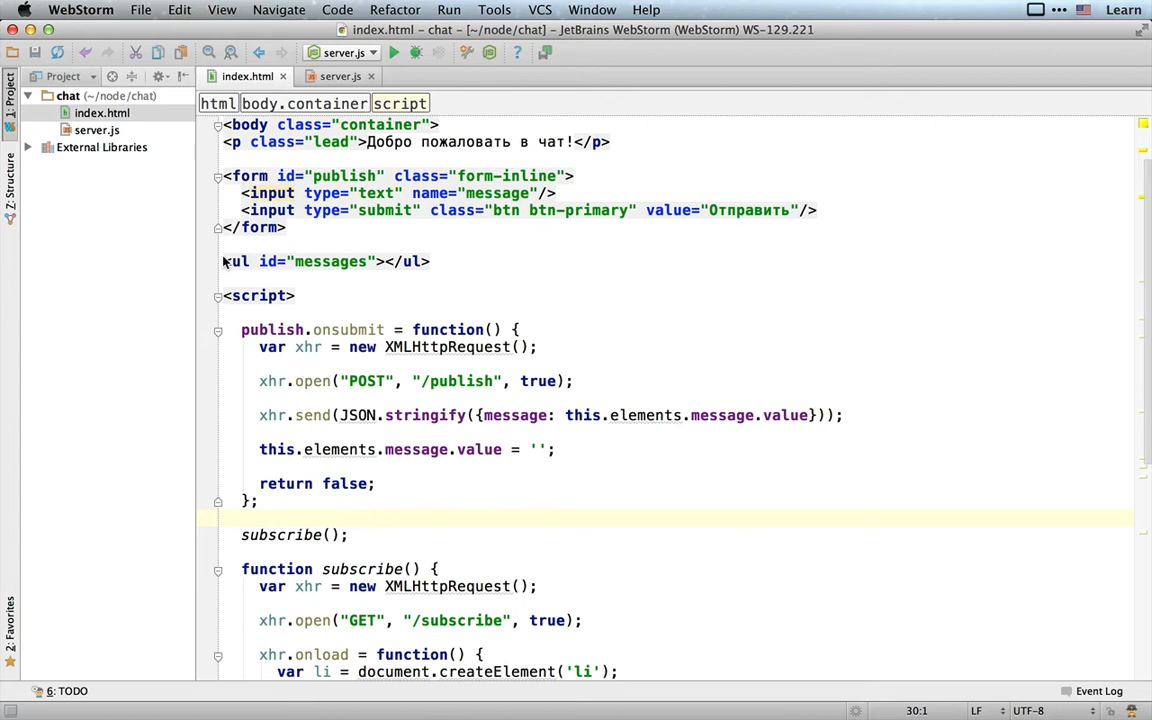 WebStorm File Edit View Navigate Code Refactor Run Tools VCS Window Help Learn
index.html - chat - [~/node/chat] - JetBrains WebStorm (WebStorm) WS-129.221
server.js
Project index.html server.js
chat (~/node/chat)
index.html
server.js
External Libraries
1: Project
7: Structure
2: Favorites
html body.container script
<body class="container">
<p class="lead">Добро пожаловать в чат!</p>
<form id="publish" class="form-inline">
<input type="text" name="message"/>
<input type="submit" class="btn btn-primary" value="Отправить"/>
</form>
<ul id="messages"></ul>
<script>
publish.onsubmit = function() {
var xhr = new XMLHttpRequest();
xhr.open("POST", "/publish", true);
xhr.send(JSON.stringify({message: this.elements.message.value}));
this.elements.message.value = '';
return false;
};
subscribe();
function subscribe() {
var xhr = new XMLHttpRequest();
xhr.open("GET", "/subscribe", true);
xhr.onload = function() {
var li = document.createElement('li');
6: TODO Event Log
30:1 LF UTF-8